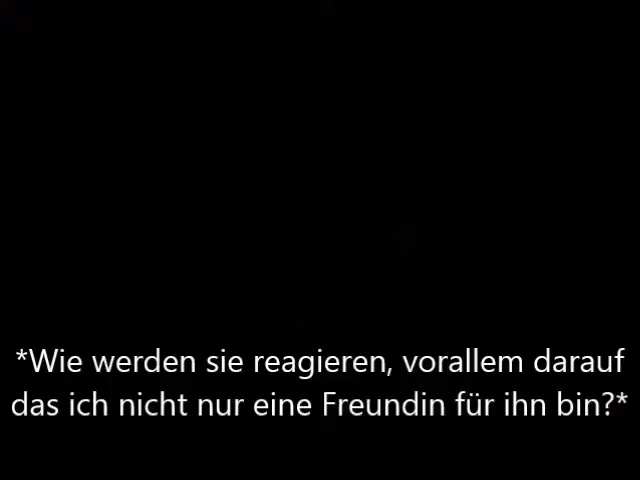 *Wie werden sie reagieren, vorallem darauf
das ich nicht nur eine Freundin für ihn bin?*